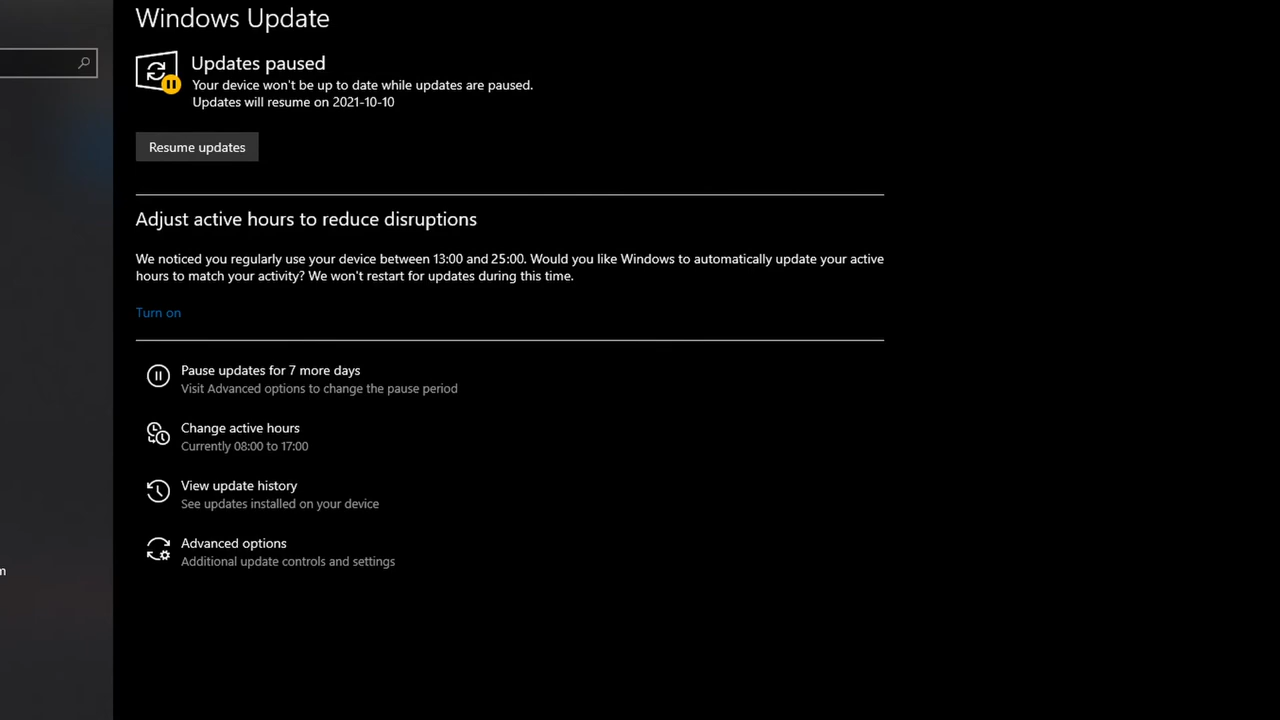 Windows Update
Updates paused
Your device won't be up to date while updates are paused.
Updates will resume on 2021-10-10
Resume updates
Adjust active hours to reduce disruptions
We noticed you regularly use your device between 13:00 and 25:00. Would you like Windows to automatically update your active
hours to match your activity? We won't restart for updates during this time.
Turn on
Pause updates for 7 more days
Visit Advanced options to change the pause period
Change active hours
Currently 08:00 to 17:00
View update history
See updates installed on your device
Advanced options
Additional update controls and settings
m